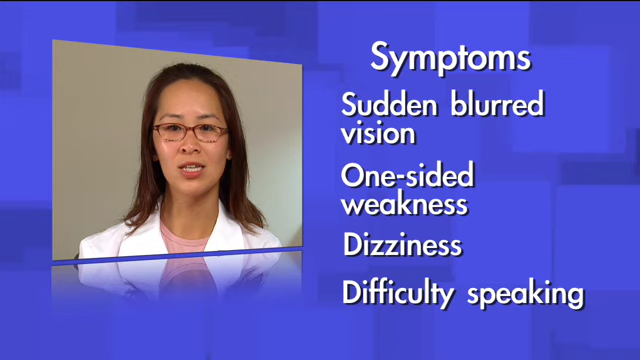 Symptoms
Sudden blurred
vision
One-sided
weakness
Dizziness
Difficulty speaking